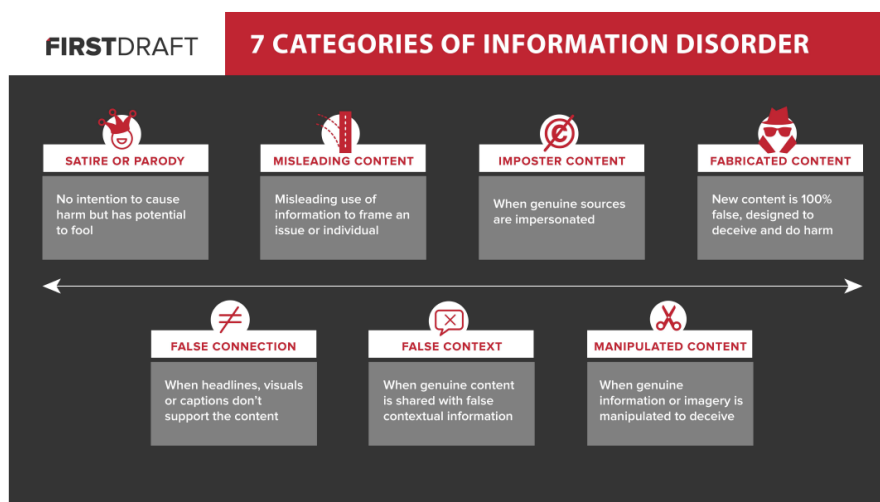 FIRSTDRAFT
7 CATEGORIES OF INFORMATION DISORDER
SATIRE OR PARODY
No intention to cause
harm but has potential
to fool
MISLEADING CONTENT
Misleading use of
information to frame an
issue or individual
IMPOSTER CONTENT
When genuine sources
are impersonated
FABRICATED CONTENT
New content is 100%
false, designed to
deceive and do harm
FALSE CONNECTION
When headlines, visuals
or captions don’t
support the content
FALSE CONTEXT
When genuine content
is shared with false
contextual information
MANIPULATED CONTENT
When genuine
information or imagery is
manipulated to deceive